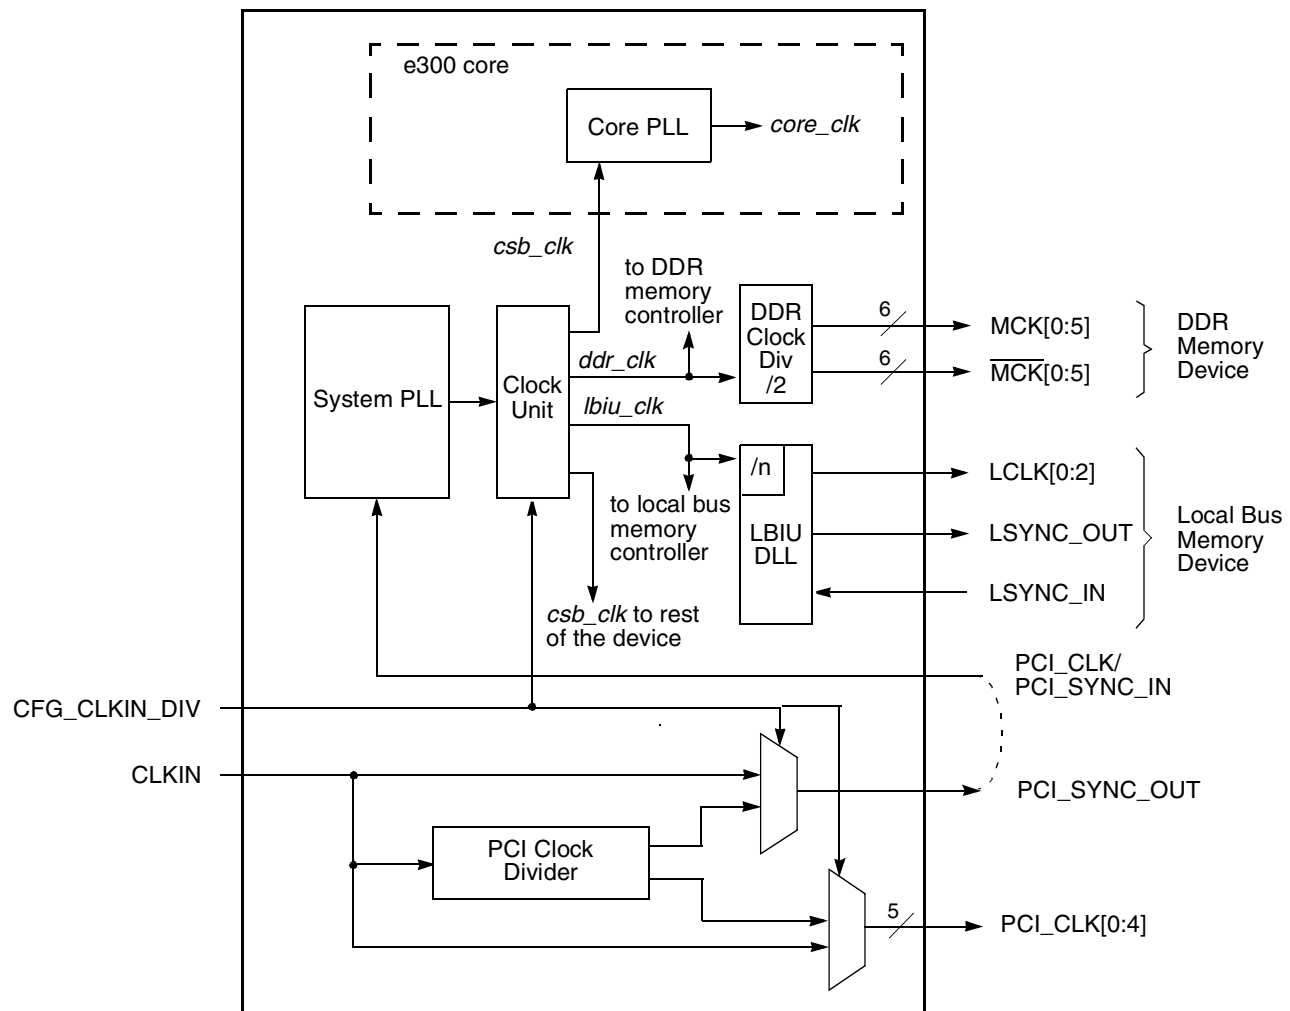 e300 core
Core PLL
core_clk
csb_clk
to DDR
memory
controller
DDR
Clock
Div
/2
6
MCK[0:5]
6
M̅C̅K̅[0:5]
DDR
Memory
Device
System PLL
Clock
Unit
ddr_clk
lbiu_clk
/n
LBIU
DLL
to local bus
memory
controller
LCLK[0:2]
LSYNC_OUT
LSYNC_IN
Local Bus
Memory
Device
csb_clk to rest
of the device
PCI_CLK/
PCI_SYNC_IN
CFG_CLKIN_DIV
CLKIN
PCI_SYNC_OUT
PCI Clock
Divider
5
PCI_CLK[0:4]